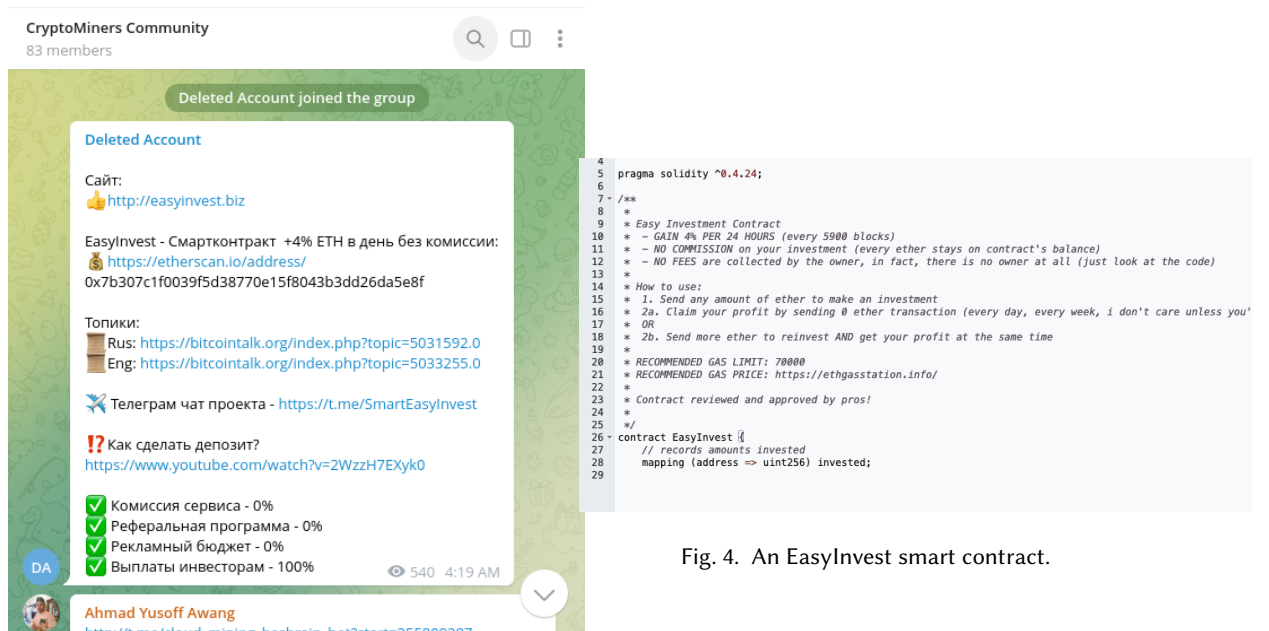 CryptoMiners Community
83 members
Deleted Account joined the group
Deleted Account
Сайт:
👍http://easyinvest.biz
EasyInvest - Смартконтракт +4% ETH в день без комиссии:
💰https://etherscan.io/address/
0x7b307c1f0039f5d38770e15f8043b3dd26da5e8f
Топики:
📜Rus: https://bitcointalk.org/index.php?topic=5031592.0
📜Eng: https://bitcointalk.org/index.php?topic=5033255.0
✈️ Телеграм чат проекта - https://t.me/SmartEasyInvest
⁉️Как сделать депозит?
https://www.youtube.com/watch?v=2WzzH7EXyk0
✅ Комиссия сервиса - 0%
✅ Реферальная программа - 0%
✅ Рекламный бюджет - 0%
✅ Выплаты инвесторам - 100%
540 4:19 AM
DA
Ahmad Yusoff Awang
4
5 pragma solidity ^0.4.24;
6
7 /**
8 *
9 * Easy Investment Contract
10 * - GAIN 4% PER 24 HOURS (every 5900 blocks)
11 * - NO COMMISSION on your investment (every ether stays on contract's balance)
12 * - NO FEES are collected by the owner, in fact, there is no owner at all (just look at the code)
13 *
14 * How to use:
15 * 1. Send any amount of ether to make an investment
16 * 2a. Claim your profit by sending 0 ether transaction (every day, every week, i don't care unless you'
17 * OR
18 * 2b. Send more ether to reinvest AND get your profit at the same time
19 *
20 * RECOMMENDED GAS LIMIT: 70000
21 * RECOMMENDED GAS PRICE: https://ethgasstation.info/
22 *
23 * Contract reviewed and approved by pros!
24 *
25 */
26 contract EasyInvest {
27 // records amounts invested
28 mapping (address => uint256) invested;
29
Fig. 4. An EasyInvest smart contract.